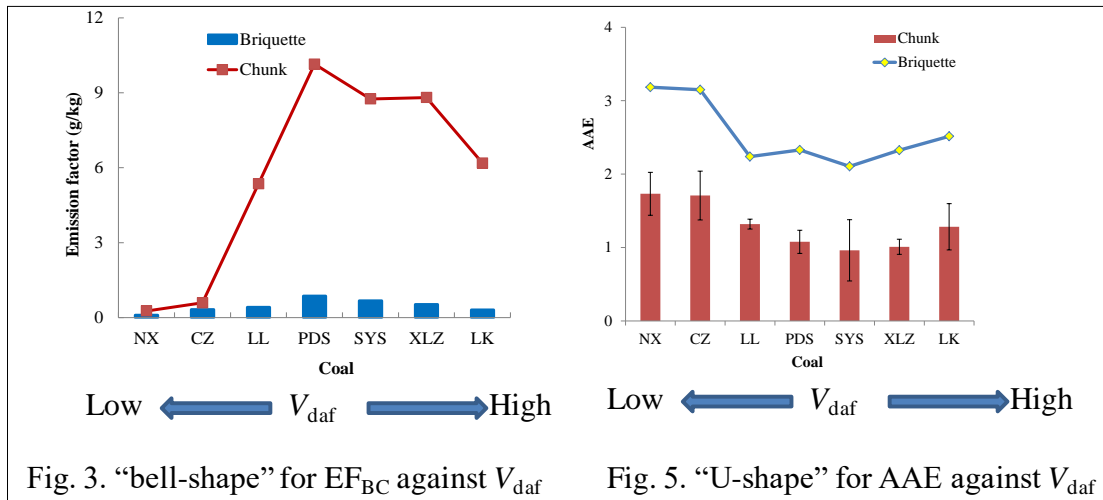 12
9
6
3
0
Emission factor (g/kg)
Briquette
Chunk
NX CZ LL PDS SYS XLZ LK
Coal
Low Vdaf High
Fig. 3. “bell-shape” for EFBC against Vdaf
4
3
2
1
0
AAE
Chunk
Briquette
NX CZ LL PDS SYS XLZ LK
Coal
Low Vdaf High
Fig. 5. “U-shape” for AAE against Vdaf